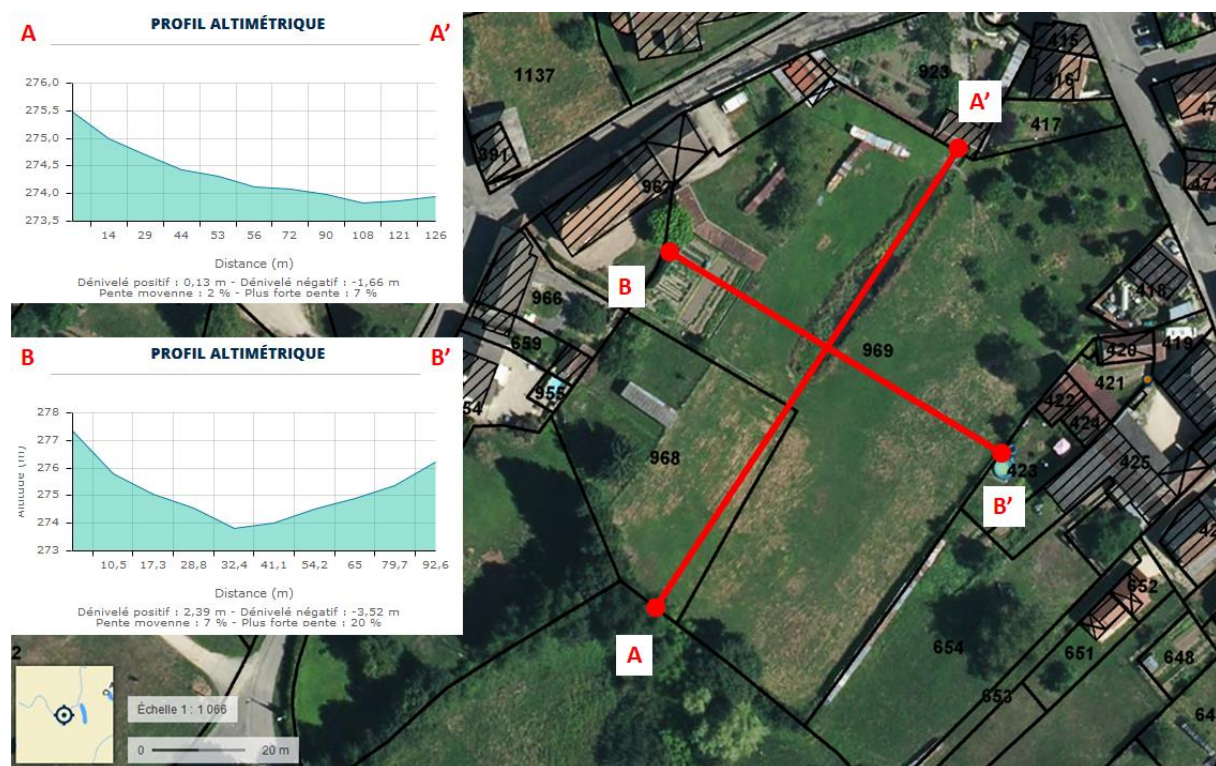 A PROFIL ALTIMÉTRIQUE A’
276,0
275,5
275,0
274,5
274,0
273,5
14 29 44 53 56 72 90 108 121 126
Distance (m)
Dénivelé positif : 0,13 m - Dénivelé négatif : -1,66 m
Pente moyenne : 2 % - Plus forte pente : 7 %
B PROFIL ALTIMÉTRIQUE B’
278
277
276
275
274
273
Altitude (m)
10,5 17,3 28,8 32,4 41,1 54,2 65 79,7 92,6
Distance (m)
Dénivelé positif : 2,39 m - Dénivelé négatif : -3,52 m
Pente moyenne : 7 % - Plus forte pente : 20 %
415
1137
923
416
A’
417
391
967
B
966
418
659
969
420
419
421
955
422
54
424
968
423
425
B’
652
A
654
651
648
653
2
Échelle 1 : 1 066
0 20 m